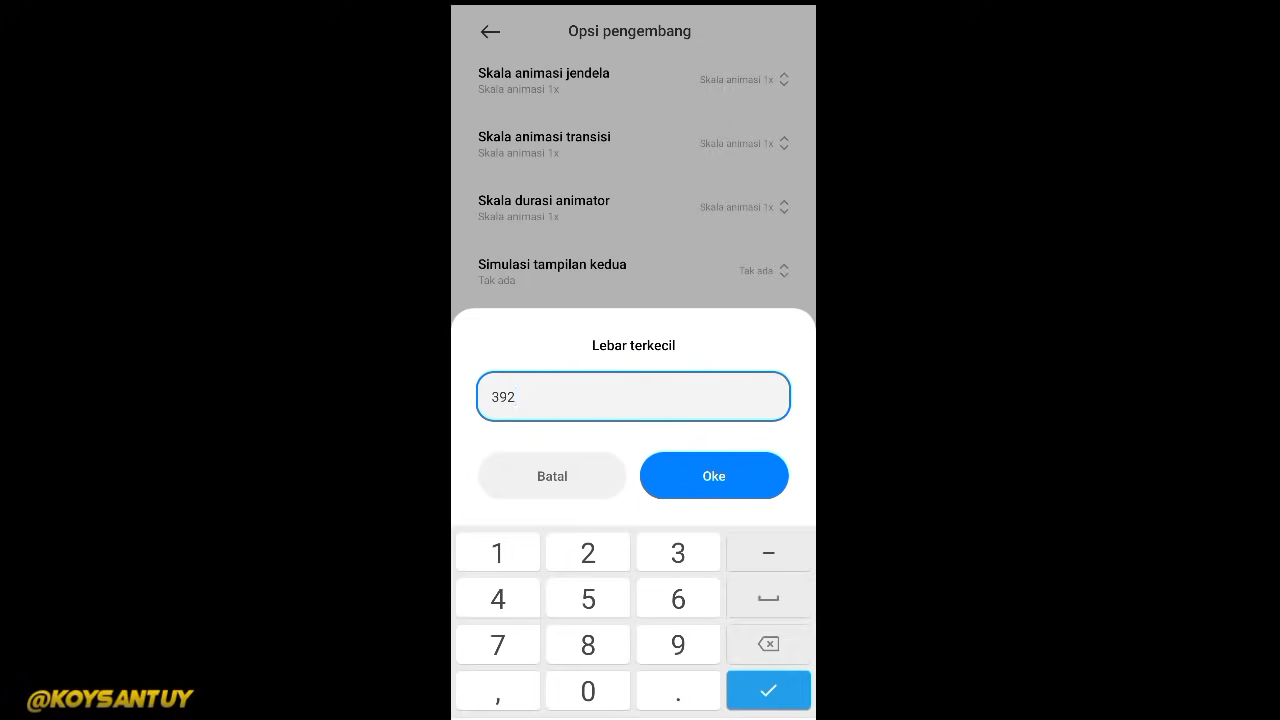 Opsi pengembang
Skala animasi jendela
Skala animasi 1x
Skala animasi 1x
Skala animasi transisi
Skala animasi 1x
Skala animasi 1x
Skala durasi animator
Skala animasi 1x
Skala animasi 1x
Simulasi tampilan kedua
Tak ada
Tak ada
Lebar terkecil
392
Batal Oke
1 2 3 –
4 5 6
7 8 9
, 0 .
@KOYSANTUY